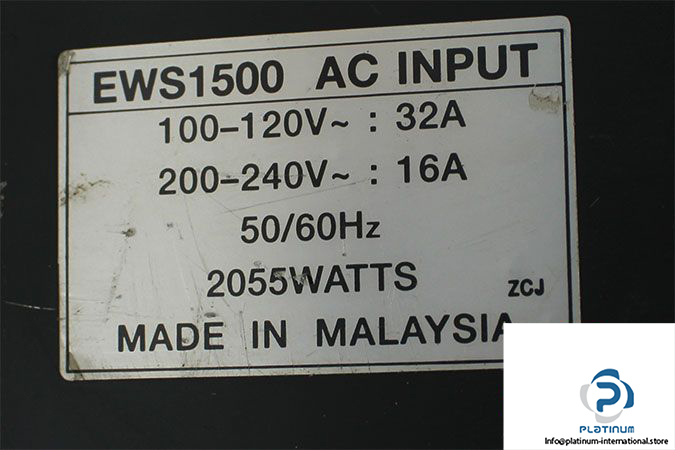 EWS1500 AC INPUT
100-120V~ : 32A
200-240V~ : 16A
50/60Hz
2055WATTS ZCJ
MADE IN MALAYSIA
PLATINUM
Info@platinum-international.store